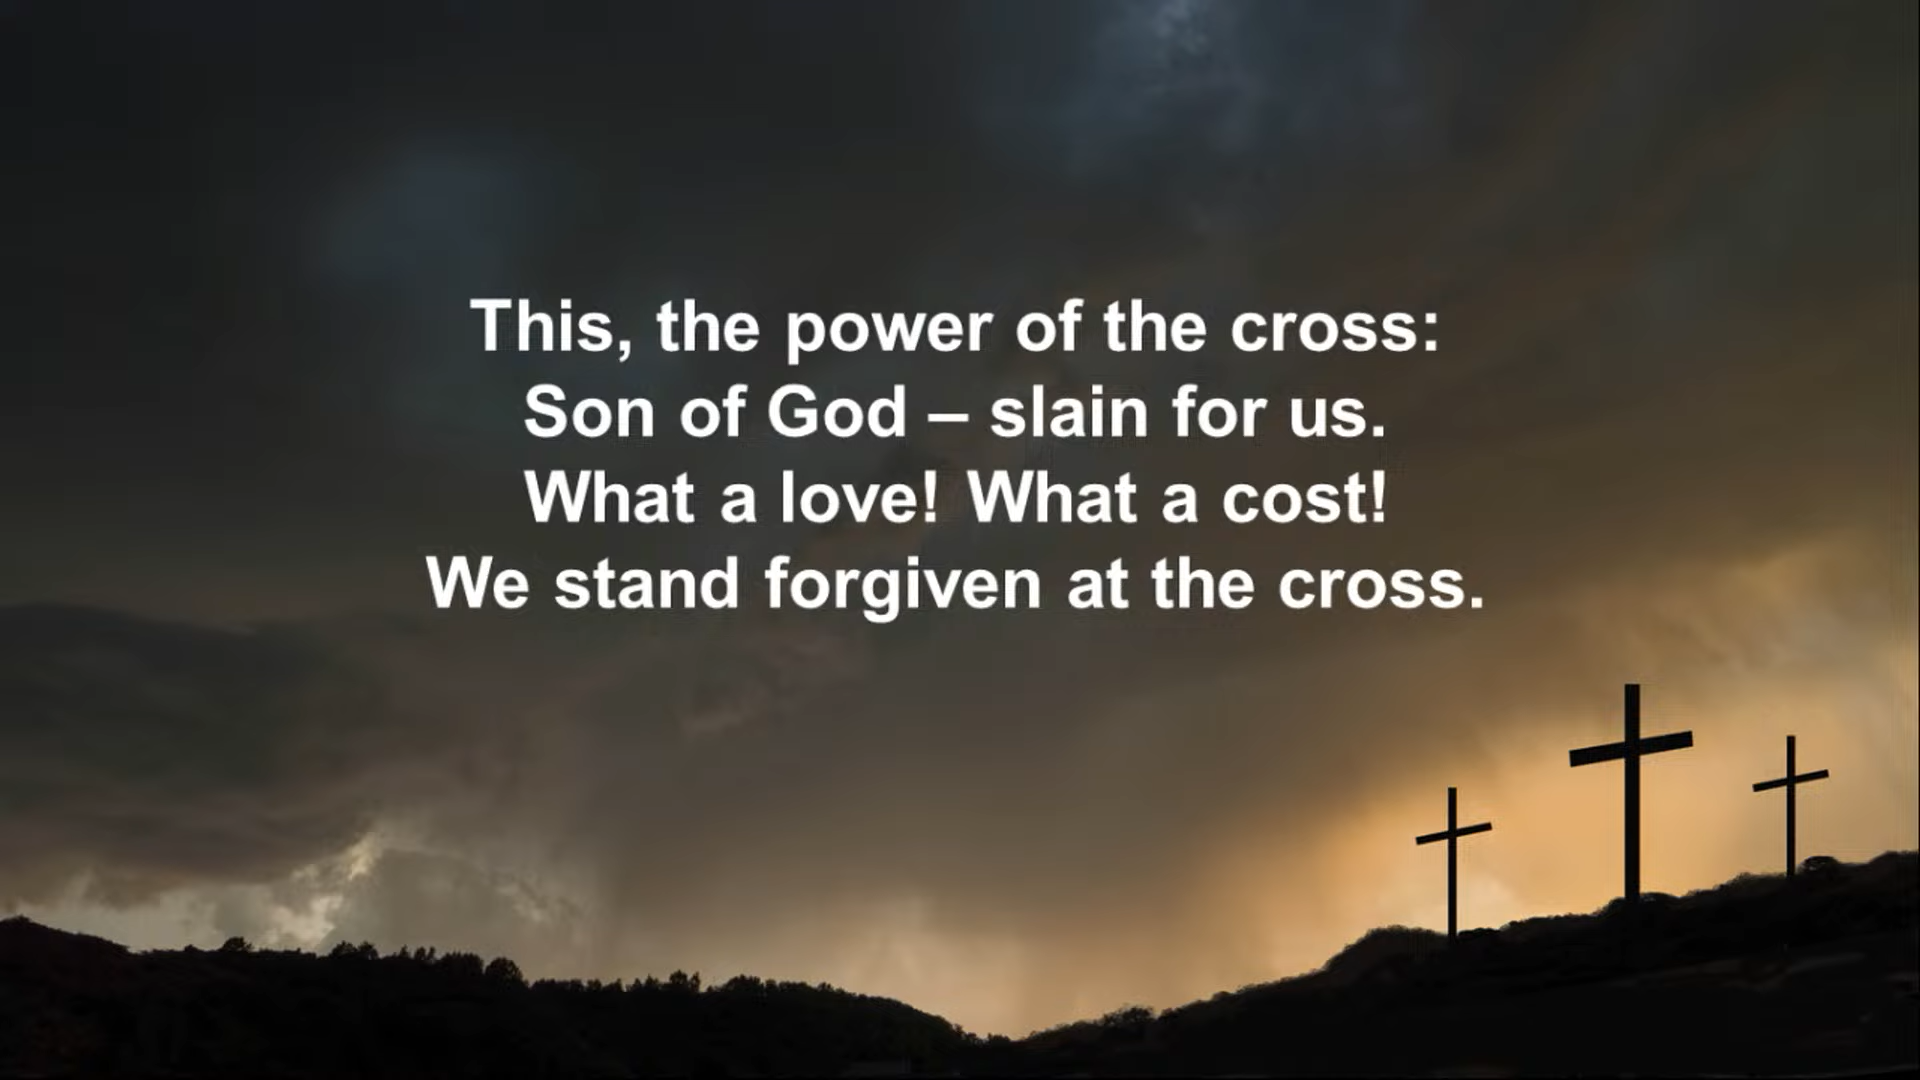 This, the power of the cross:
Son of God – slain for us.
What a love! What a cost!
We stand forgiven at the cross.